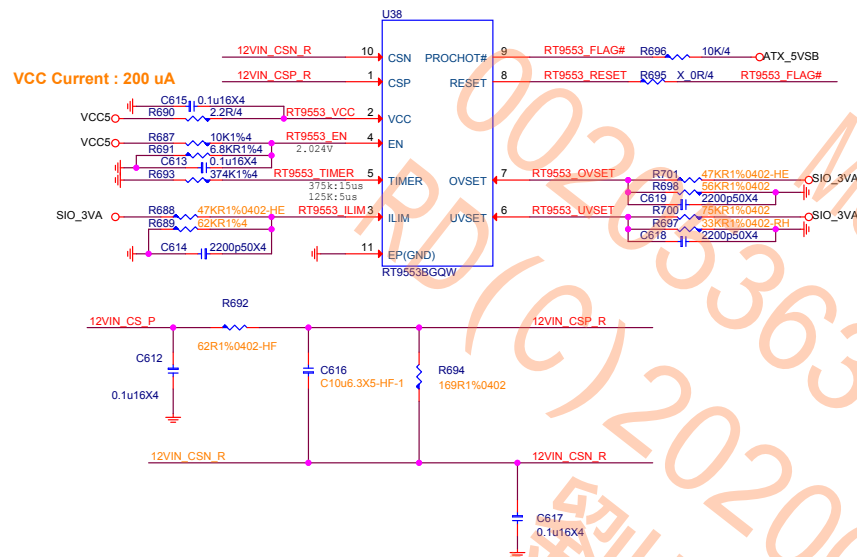 U38
12VIN_CSN_R 10 CSN PROCHOT# 9 RT9553_FLAG# R696 10K/4 ATX_5VSB
12VIN_CSP_R 1 CSP RESET 8 RT9553_RESET R695 X_0R/4 RT9553_FLAG#
VCC Current : 200 uA
C615 0.1u16X4
VCC5 R690 2.2R/4 RT9553_VCC 2 VCC
VCC5 R687 10K1%4 RT9553_EN 4 EN
R691 6.8KR1%4 2.024V
C613 0.1u16X4
R693 374K1%4 RT9553_TIMER 5 TIMER OVSET 7 RT9553_OVSET R701 47KR1%0402-HE SIO_3VA
375k:15us
125K:5us
R698 56KR1%0402
C619 2200p50X4
SIO_3VA R688 47KR1%0402-HE RT9553_ILIM 3 ILIM UVSET 6 RT9553_UVSET R700 75KR1%0402 SIO_3VA
R689 62KR1%4
R697 33KR1%0402-RH
C618 2200p50X4
C614 2200p50X4
11 EP(GND)
RT9553BGQW
R692
12VIN_CS_P 12VIN_CSP_R
62R1%0402-HF
C612
0.1u16X4
C616
C10u6.3X5-HF-1
R694
169R1%0402
12VIN_CSN_R 12VIN_CSN_R
C617
0.1u16X4
RD(C)20200